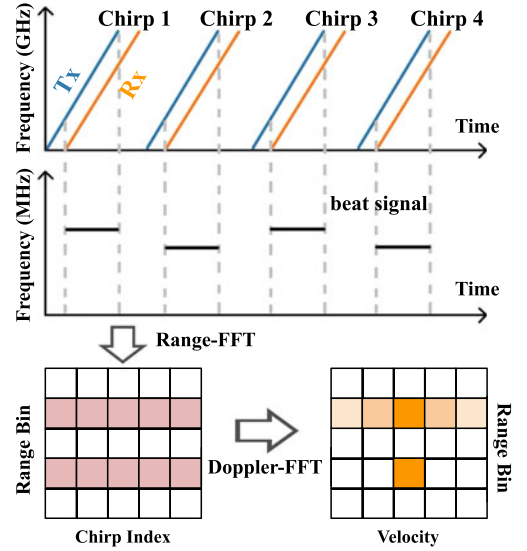 Chirp 1
Chirp 2
Chirp 3
Chirp 4
Frequency (GHz)
Tx
Rx
Time
Frequency (MHz)
beat signal
Time
Range-FFT
Range Bin
Doppler-FFT
Range Bin
Chirp Index
Velocity